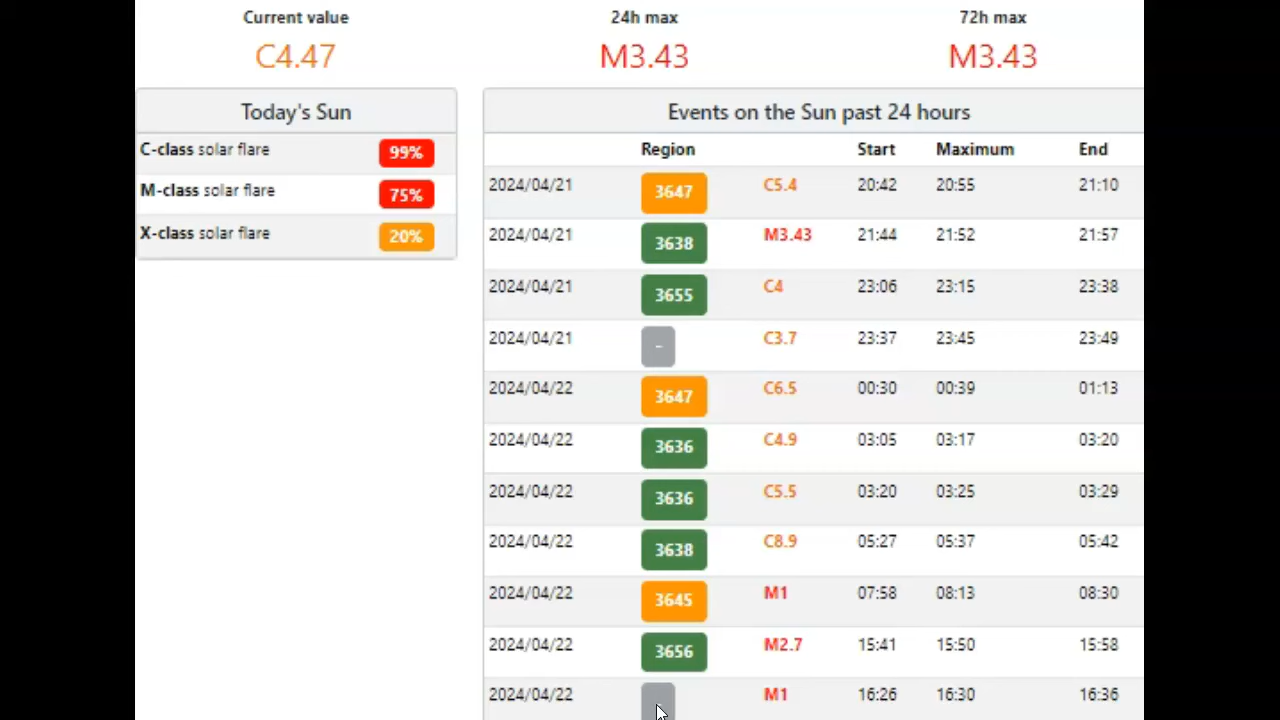 Current value 24h max 72h max
C4.47 M3.43 M3.43
Today's Sun
C-class solar flare 99%
M-class solar flare 75%
X-class solar flare 20%
Events on the Sun past 24 hours
Region Start Maximum End
2024/04/21 3647 C5.4 20:42 20:55 21:10
2024/04/21 3638 M3.43 21:44 21:52 21:57
2024/04/21 3655 C4 23:06 23:15 23:38
2024/04/21 - C3.7 23:37 23:45 23:49
2024/04/22 3647 C6.5 00:30 00:39 01:13
2024/04/22 3636 C4.9 03:05 03:17 03:20
2024/04/22 3636 C5.5 03:20 03:25 03:29
2024/04/22 3638 C8.9 05:27 05:37 05:42
2024/04/22 3645 M1 07:58 08:13 08:30
2024/04/22 3656 M2.7 15:41 15:50 15:58
2024/04/22 M1 16:26 16:30 16:36